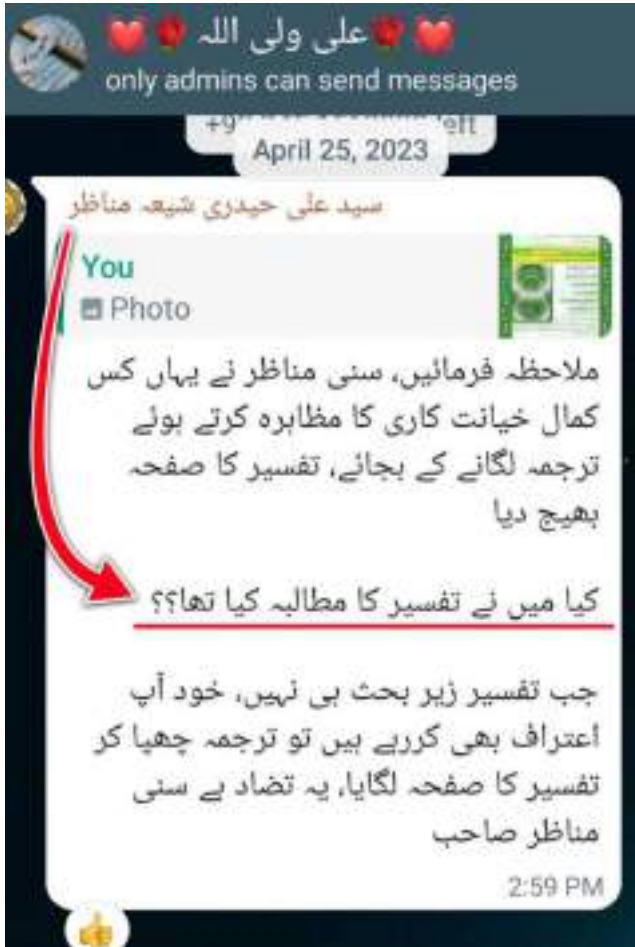 علی ولی اللہ
only admins can send messages
+9
left
April 25, 2023
سید علی حیدری شیعہ مناظر
You
Photo
ملاحظہ فرمائیں، سنی مناظر نے یہاں کس
کمال خیانت کاری کا مظاہرہ کرتے ہوئے
ترجمہ لگانے کے بجائے، تفسیر کا صفحہ
بھیج دیا
کیا میں نے تفسیر کا مطالبہ کیا تھا؟؟
جب تفسیر زیر بحث ہی نہیں، خود آپ
اعتراف بھی کررہے ہیں تو ترجمہ چھپا کر
تفسیر کا صفحہ لگایا، یہ تضاد ہے سنی
مناظر صاحب
2:59 PM